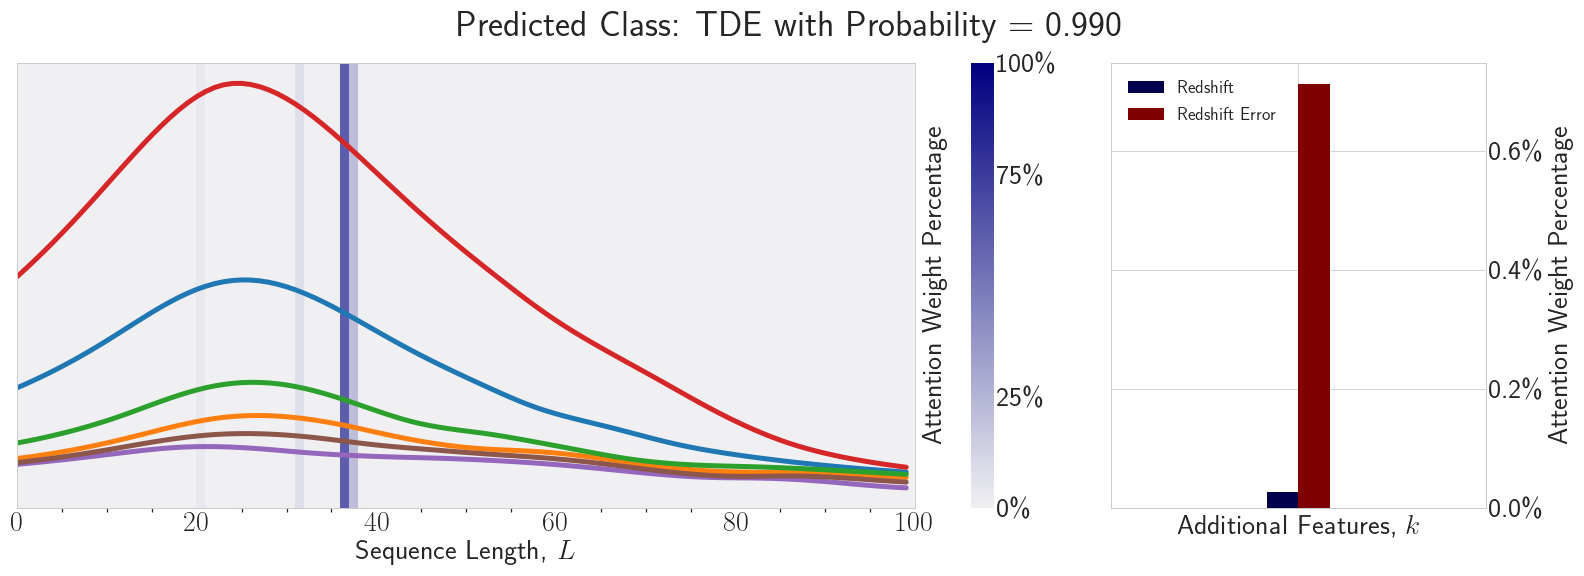 Predicted Class: TDE with Probability = 0.990
0 20 40 60 80 100
Sequence Length, L
100%
75%
25%
0%
Attention Weight Percentage
Redshift
Redshift Error
0.6%
0.4%
0.2%
0.0%
Attention Weight Percentage
Additional Features, k